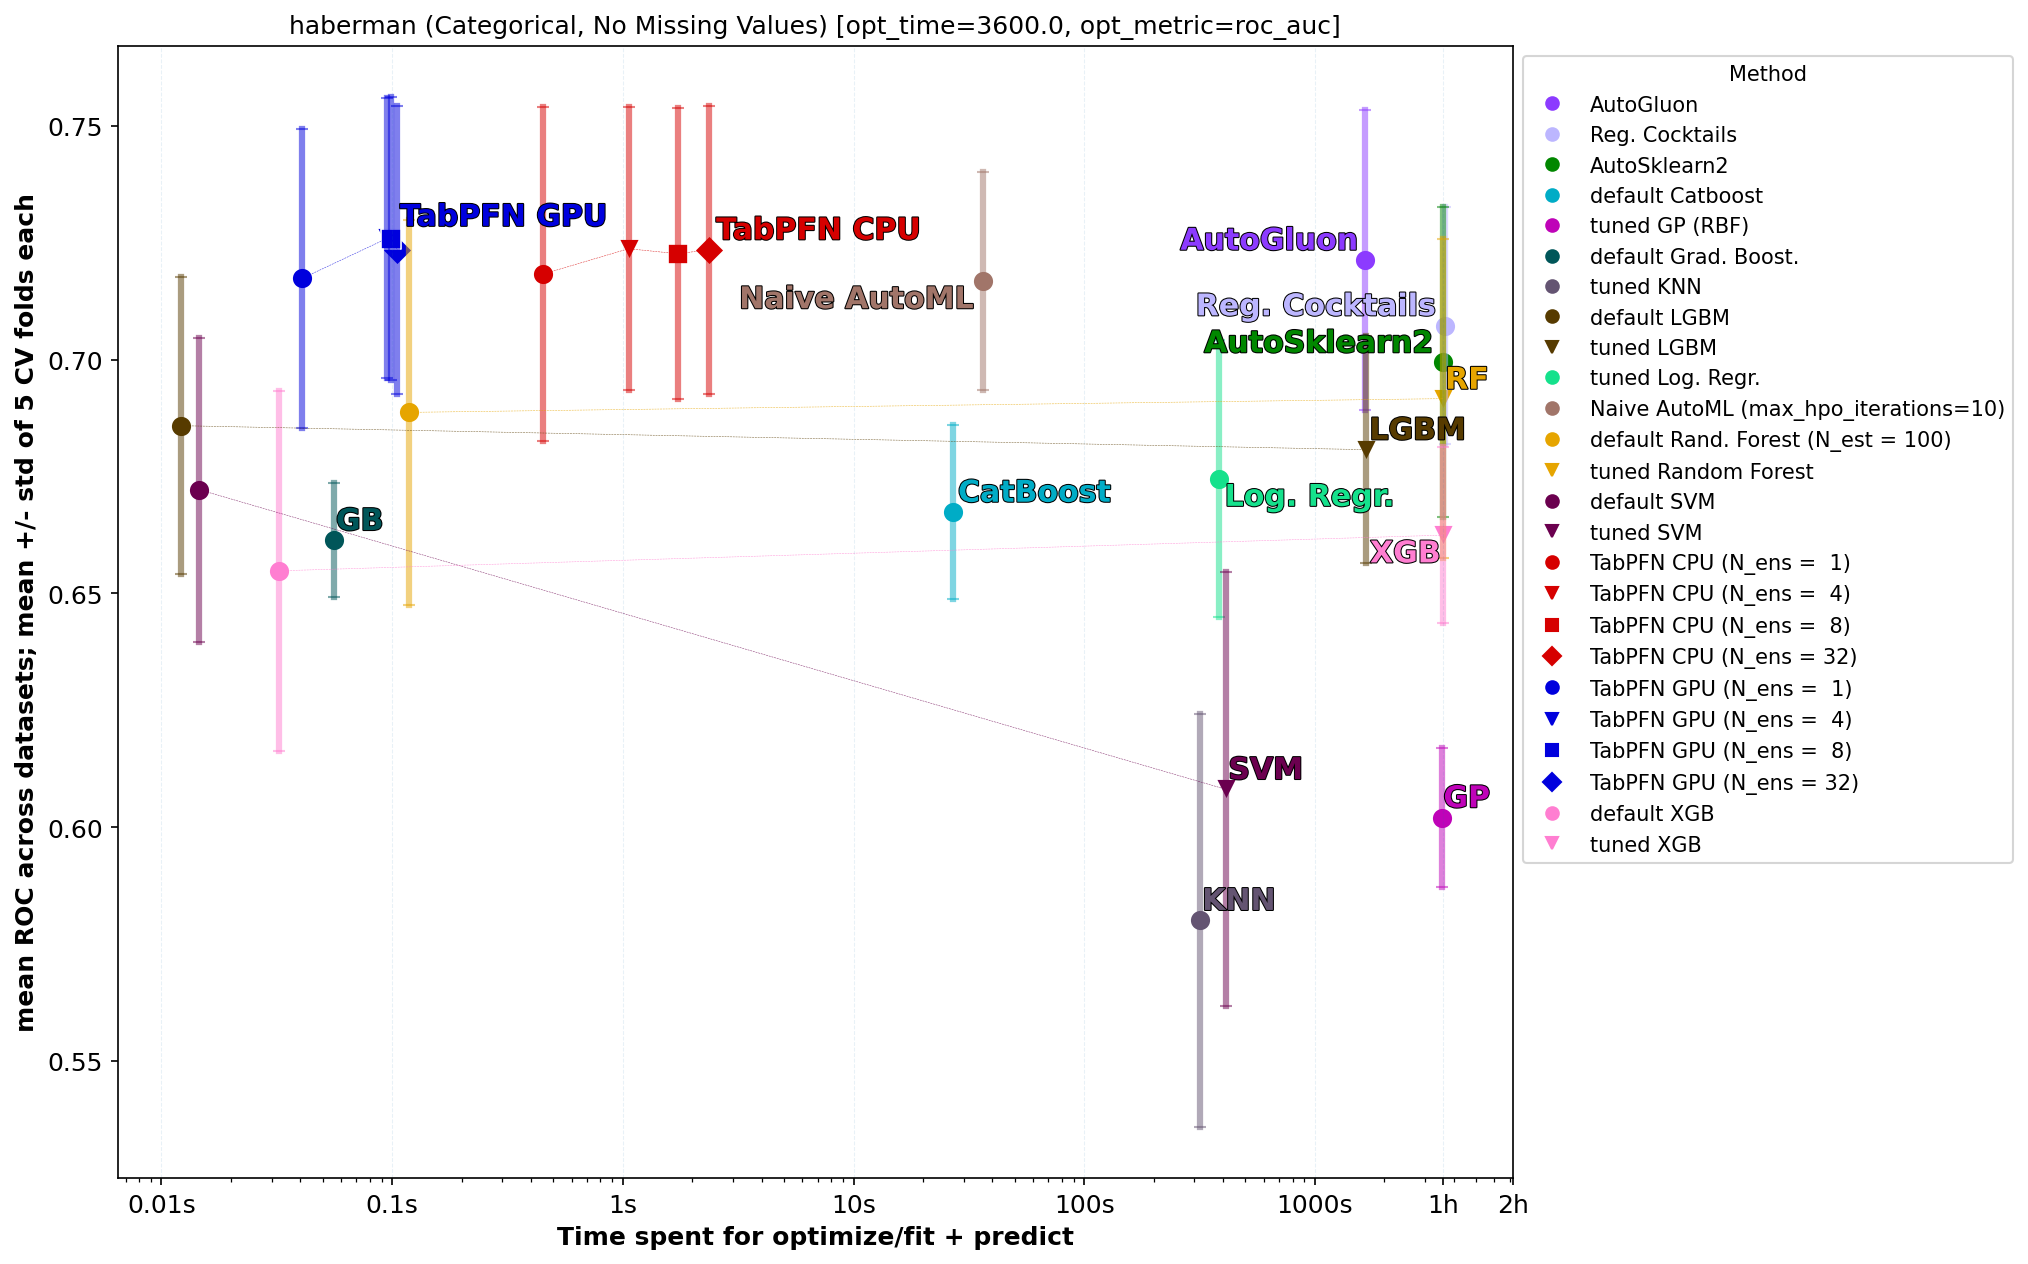 haberman (Categorical, No Missing Values) [opt_time=3600.0, opt_metric=roc_auc]
mean ROC across datasets; mean +/- std of 5 CV folds each
0.75
0.70
0.65
0.60
0.55
TabPFN GPU
TabPFN CPU
AutoGluon
Naive AutoML
Reg. Cocktails
AutoSklearn2
RF
LGBM
CatBoost
Log. Regr.
GB
XGB
SVM
GP
KNN
0.01s
0.1s
1s
10s
100s
1000s
1h
2h
Time spent for optimize/fit + predict
Method
AutoGluon
Reg. Cocktails
AutoSklearn2
default Catboost
tuned GP (RBF)
default Grad. Boost.
tuned KNN
default LGBM
tuned LGBM
tuned Log. Regr.
Naive AutoML (max_hpo_iterations=10)
default Rand. Forest (N_est = 100)
tuned Random Forest
default SVM
tuned SVM
TabPFN CPU (N_ens =  1)
TabPFN CPU (N_ens =  4)
TabPFN CPU (N_ens =  8)
TabPFN CPU (N_ens = 32)
TabPFN GPU (N_ens =  1)
TabPFN GPU (N_ens =  4)
TabPFN GPU (N_ens =  8)
TabPFN GPU (N_ens = 32)
default XGB
tuned XGB